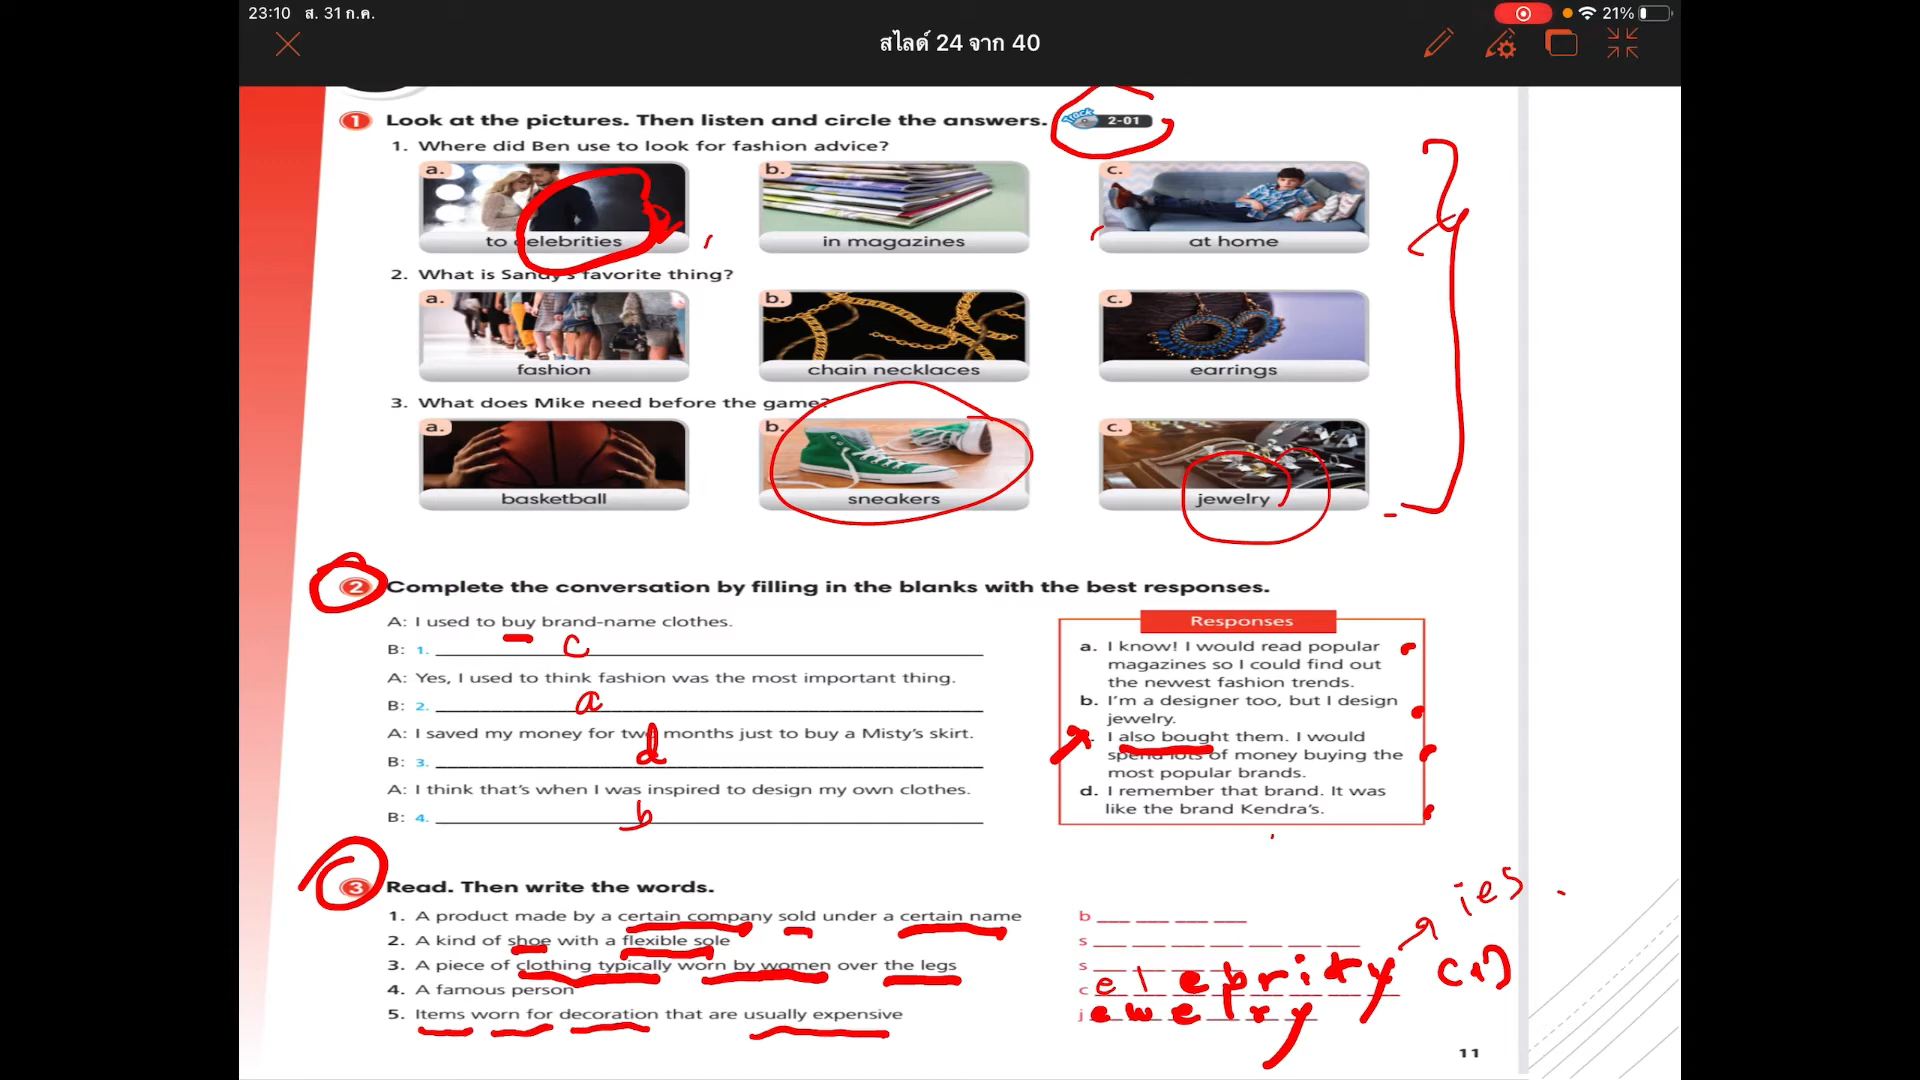 23:10 ส. 31 ก.ค.
21%
สไลด์ 24 จาก 40
1 Look at the pictures. Then listen and circle the answers. Track 2-01
1. Where did Ben use to look for fashion advice?
a. b. c.
to celebrities in magazines at home
2. What is Sandy's favorite thing?
a. b. c.
fashion chain necklaces earrings
3. What does Mike need before the game?
a. b. c.
basketball sneakers jewelry
2 Complete the conversation by filling in the blanks with the best responses.
A: I used to buy brand-name clothes.
B: 1. c
A: Yes, I used to think fashion was the most important thing.
B: 2. a
A: I saved my money for two months just to buy a Misty's skirt.
B: 3. d
A: I think that's when I was inspired to design my own clothes.
B: 4. b
Responses
a. I know! I would read popular
magazines so I could find out
the newest fashion trends.
b. I'm a designer too, but I design
jewelry.
I also bought them. I would
spend lots of money buying the
most popular brands.
d. I remember that brand. It was
like the brand Kendra's.
3 Read. Then write the words.
ies
1. A product made by a certain company sold under a certain name b
2. A kind of shoe with a flexible sole s
3. A piece of clothing typically worn by women over the legs s
4. A famous person celebrity
5. Items worn for decoration that are usually expensive jewelry
11